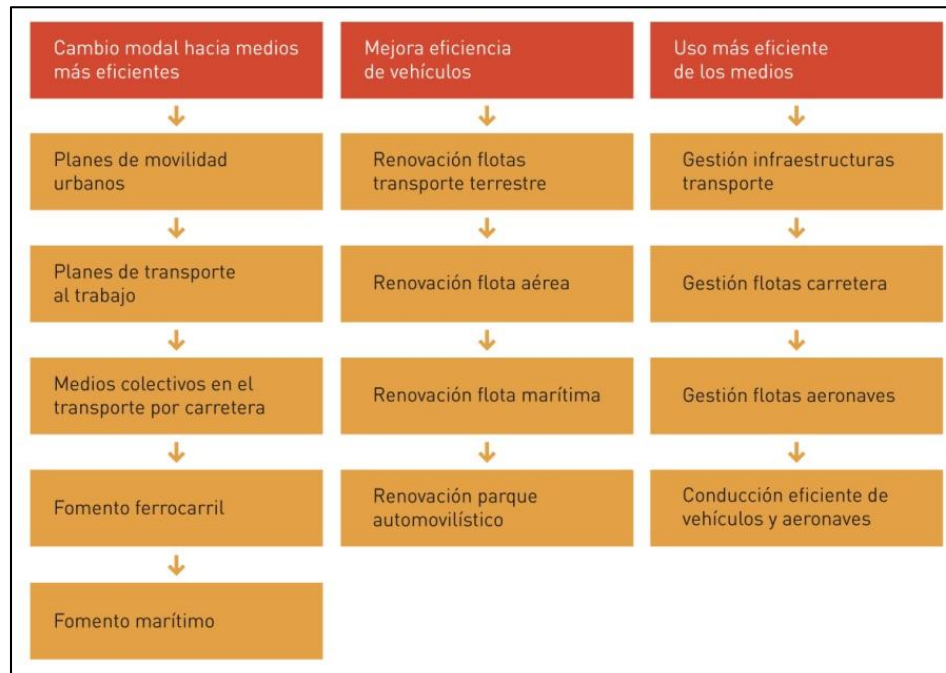 Cambio modal hacia medios
más eficientes
Planes de movilidad
urbanos
Planes de transporte
al trabajo
Medios colectivos en el
transporte por carretera
Fomento ferrocarril
Fomento marítimo
Mejora eficiencia
de vehículos
Renovación flotas
transporte terrestre
Renovación flota aérea
Renovación flota marítima
Renovación parque
automovilístico
Uso más eficiente
de los medios
Gestión infraestructuras
transporte
Gestión flotas carretera
Gestión flotas aeronaves
Conducción eficiente de
vehículos y aeronaves